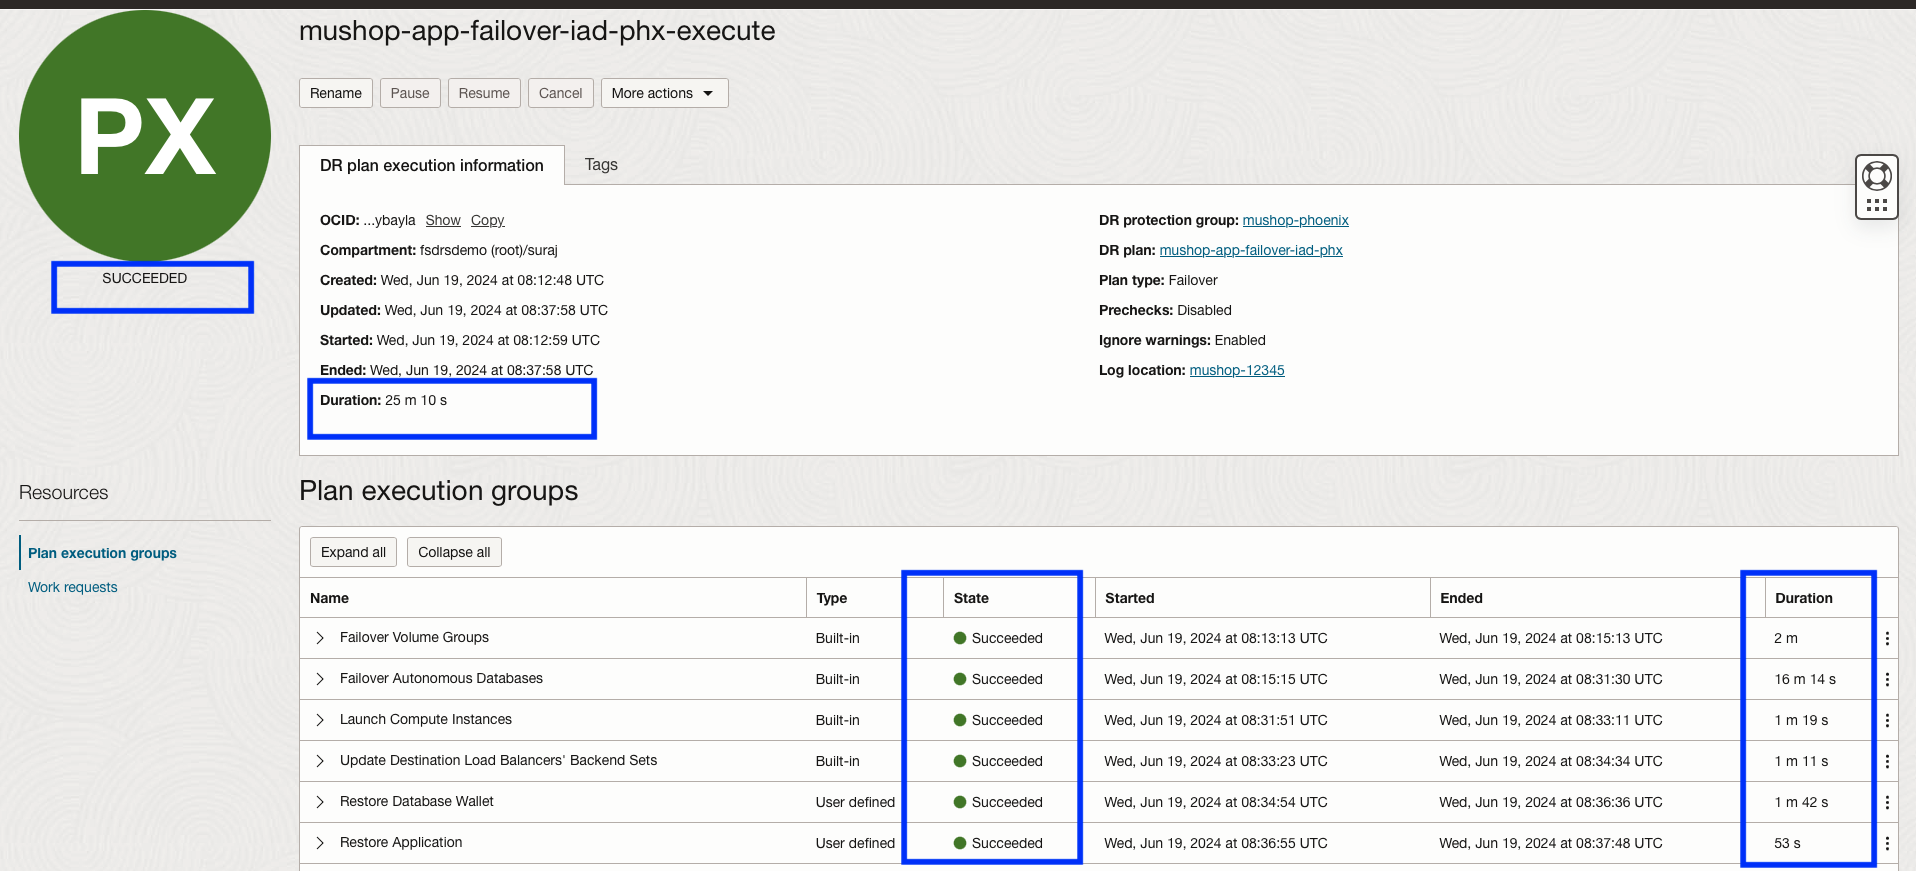 mushop-app-failover-iad-phx-execute
PX
SUCCEEDED
Rename Pause Resume Cancel More actions
DR plan execution information Tags
OCID: ...ybayla Show Copy
Compartment: fsdrsdemo (root)/suraj
Created: Wed, Jun 19, 2024 at 08:12:48 UTC
Updated: Wed, Jun 19, 2024 at 08:37:58 UTC
Started: Wed, Jun 19, 2024 at 08:12:59 UTC
Ended: Wed, Jun 19, 2024 at 08:37:58 UTC
Duration: 25 m 10 s
DR protection group: mushop-phoenix
DR plan: mushop-app-failover-iad-phx
Plan type: Failover
Prechecks: Disabled
Ignore warnings: Enabled
Log location: mushop-12345
Resources
Plan execution groups
Work requests
Plan execution groups
Expand all Collapse all
Name Type State Started Ended Duration
Failover Volume Groups Built-in Succeeded Wed, Jun 19, 2024 at 08:13:13 UTC Wed, Jun 19, 2024 at 08:15:13 UTC 2 m
Failover Autonomous Databases Built-in Succeeded Wed, Jun 19, 2024 at 08:15:15 UTC Wed, Jun 19, 2024 at 08:31:30 UTC 16 m 14 s
Launch Compute Instances Built-in Succeeded Wed, Jun 19, 2024 at 08:31:51 UTC Wed, Jun 19, 2024 at 08:33:11 UTC 1 m 19 s
Update Destination Load Balancers' Backend Sets Built-in Succeeded Wed, Jun 19, 2024 at 08:33:23 UTC Wed, Jun 19, 2024 at 08:34:34 UTC 1 m 11 s
Restore Database Wallet User defined Succeeded Wed, Jun 19, 2024 at 08:34:54 UTC Wed, Jun 19, 2024 at 08:36:36 UTC 1 m 42 s
Restore Application User defined Succeeded Wed, Jun 19, 2024 at 08:36:55 UTC Wed, Jun 19, 2024 at 08:37:48 UTC 53 s